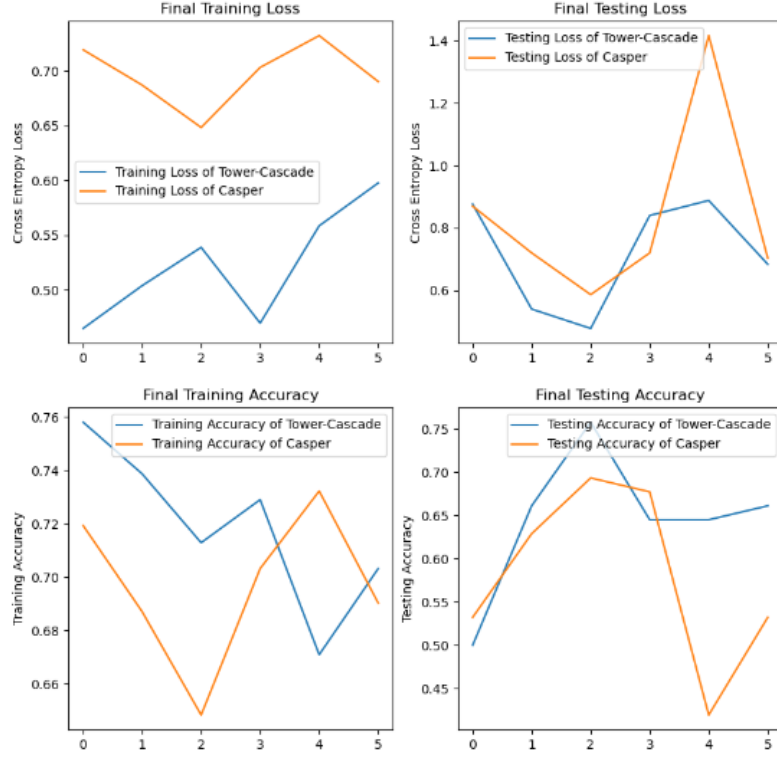 Final Training Loss
Cross Entropy Loss
0.70
0.65
0.60
0.55
0.50
Training Loss of Tower-Cascade
Training Loss of Casper
0 1 2 3 4 5
Final Testing Loss
Cross Entropy Loss
1.4
1.2
1.0
0.8
0.6
Testing Loss of Tower-Cascade
Testing Loss of Casper
0 1 2 3 4 5
Final Training Accuracy
Training Accuracy
0.76
0.74
0.72
0.70
0.68
0.66
Training Accuracy of Tower-Cascade
Training Accuracy of Casper
0 1 2 3 4 5
Final Testing Accuracy
Testing Accuracy
0.75
0.70
0.65
0.60
0.55
0.50
0.45
Testing Accuracy of Tower-Cascade
Testing Accuracy of Casper
0 1 2 3 4 5